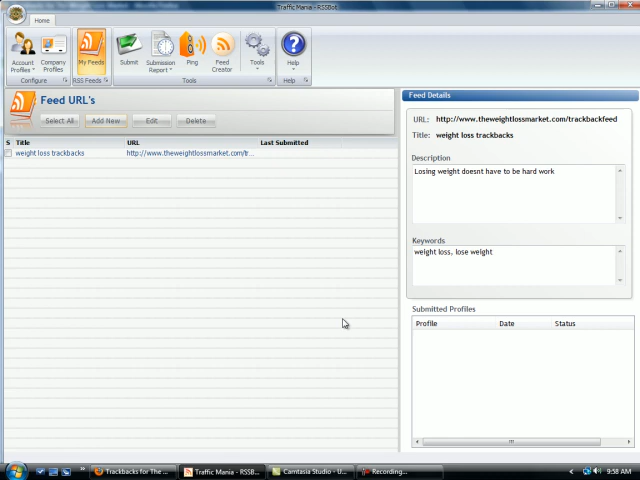 Traffic Mania - RSSBot
Home
Account Profiles
Company Profiles
My Feeds
Submit
Submission Report
Ping
Feed Creator
Tools
Help
Configure
RSS Feeds
Tools
Help
Feed URL's
Select All
Add New
Edit
Delete
S Title URL Last Submitted
weight loss trackbacks http://www.theweightlossmarket.com/tr...
Feed Details
URL: http://www.theweightlossmarket.com/trackbackfeed
Title: weight loss trackbacks
Description
Losing weight doesnt have to be hard work
Keywords
weight loss, lose weight
Submitted Profiles
Profile Date Status
Trackbacks for The ...
Traffic Mania - RSSB...
Camtasia Studio - U...
Recording...
9:58 AM